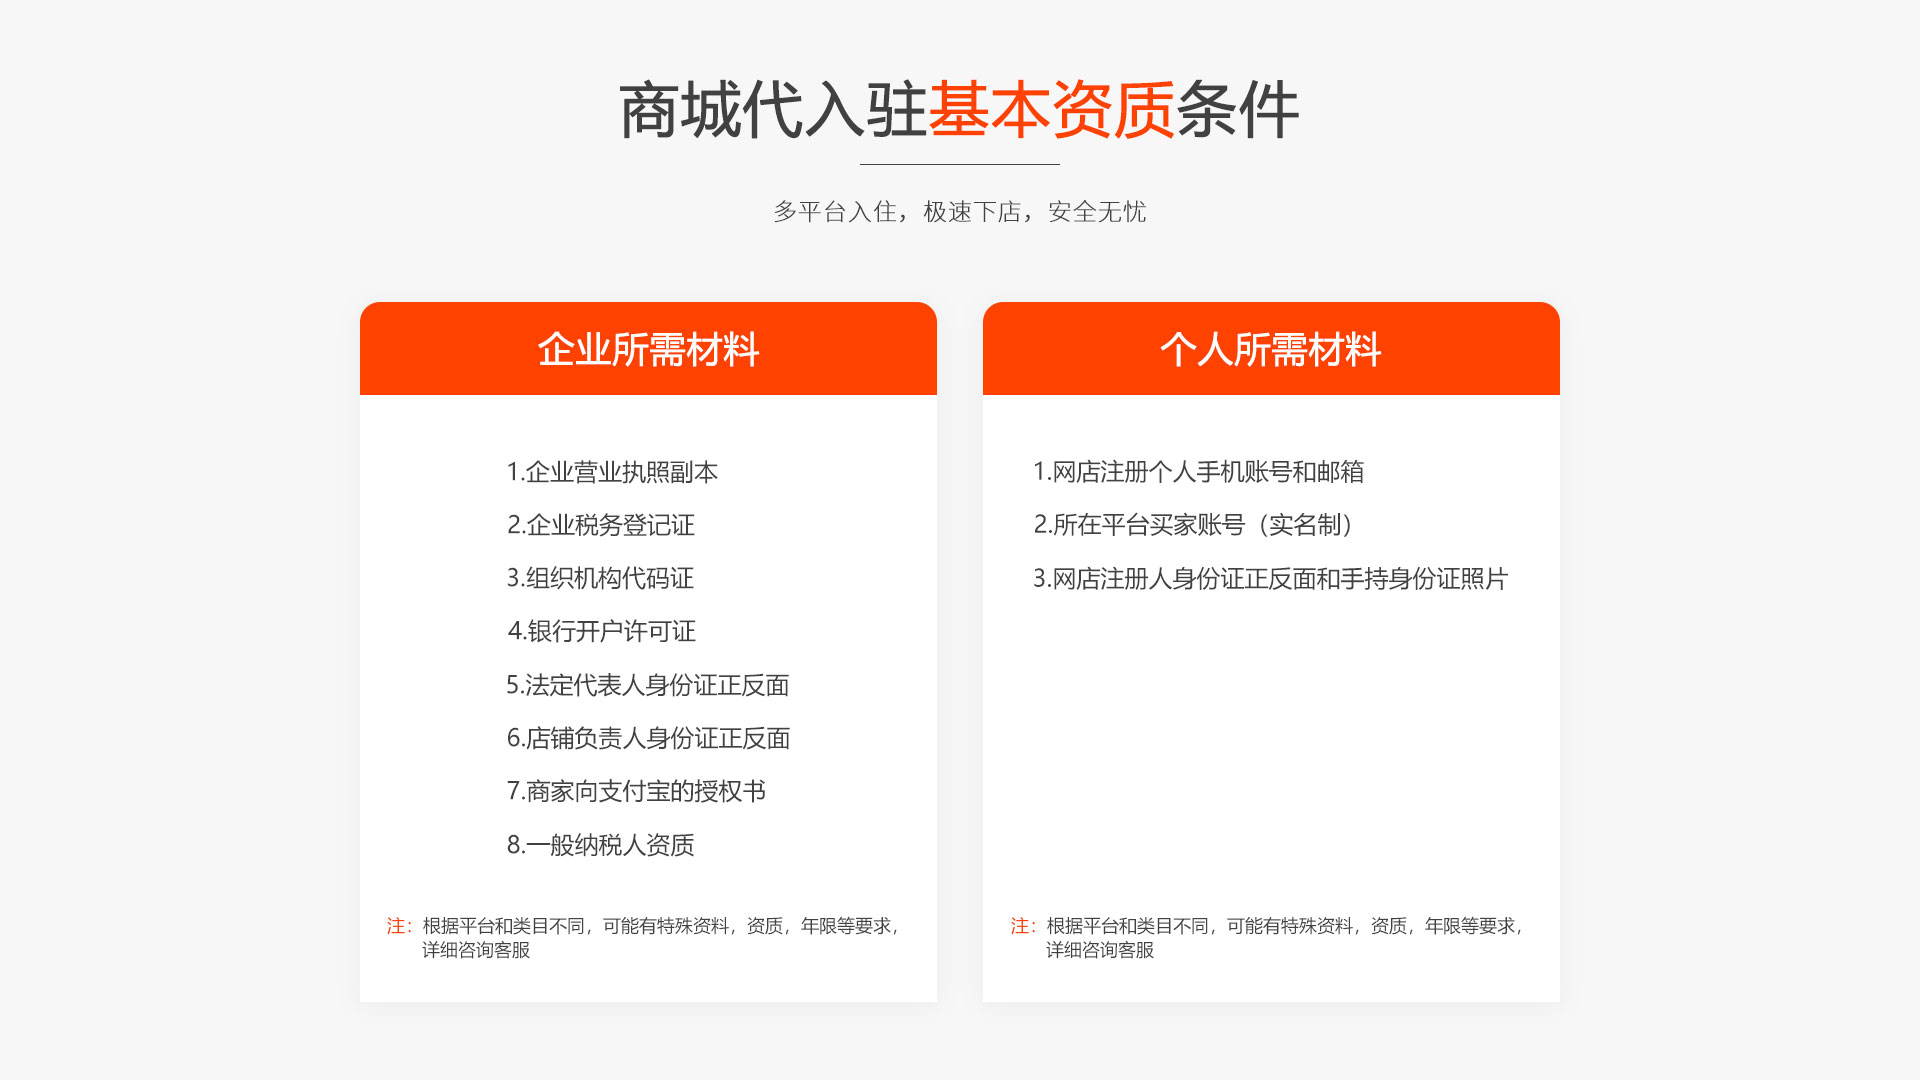 商城代入驻基本资质条件
多平台入住，极速下店，安全无忧
企业所需材料
1.企业营业执照副本
2.企业税务登记证
3.组织机构代码证
4.银行开户许可证
5.法定代表人身份证正反面
6.店铺负责人身份证正反面
7.商家向支付宝的授权书
8.一般纳税人资质
注：根据平台和类目不同，可能有特殊资料，资质，年限等要求，
详细咨询客服
个人所需材料
1.网店注册个人手机账号和邮箱
2.所在平台买家账号（实名制）
3.网店注册人身份证正反面和手持身份证照片
注：根据平台和类目不同，可能有特殊资料，资质，年限等要求，
详细咨询客服